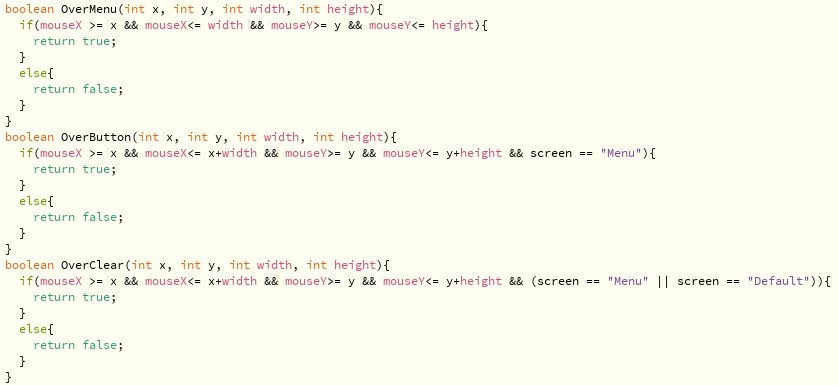 boolean OverMenu(int x, int y, int width, int height){
  if(mouseX >= x && mouseX<= width && mouseY>= y && mouseY<= height){
    return true;
  }
  else{
    return false;
  }
}
boolean OverButton(int x, int y, int width, int height){
  if(mouseX >= x && mouseX<= x+width && mouseY>= y && mouseY<= y+height && screen == "Menu"){
    return true;
  }
  else{
    return false;
  }
}
boolean OverClear(int x, int y, int width, int height){
  if(mouseX >= x && mouseX<= x+width && mouseY>= y && mouseY<= y+height && (screen == "Menu" || screen == "Default")){
    return true;
  }
  else{
    return false;
  }
}